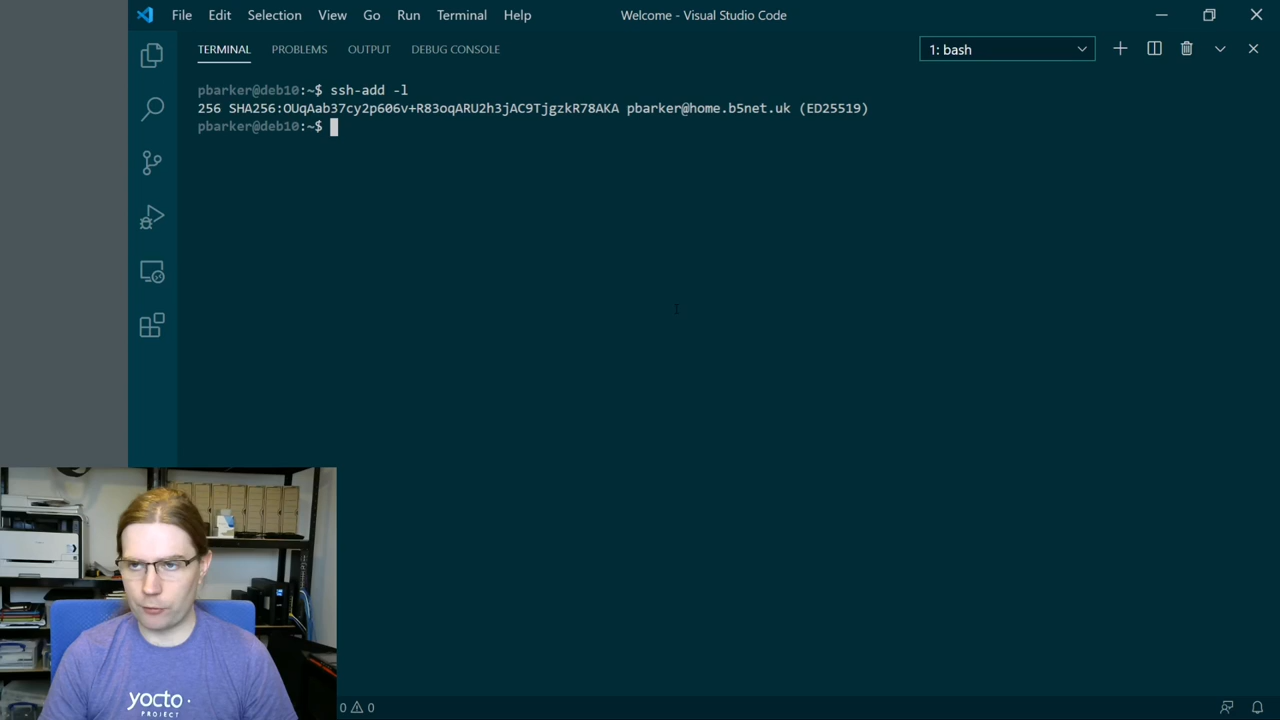 File Edit Selection View Go Run Terminal Help Welcome - Visual Studio Code
TERMINAL PROBLEMS OUTPUT DEBUG CONSOLE 1: bash
pbarker@deb10:~$ ssh-add -l
256 SHA256:OUqAab37cy2p606v+R83oqARU2h3jAC9TjgzkR78AKA pbarker@home.b5net.uk (ED25519)
pbarker@deb10:~$
yocto
PROJECT
0 0